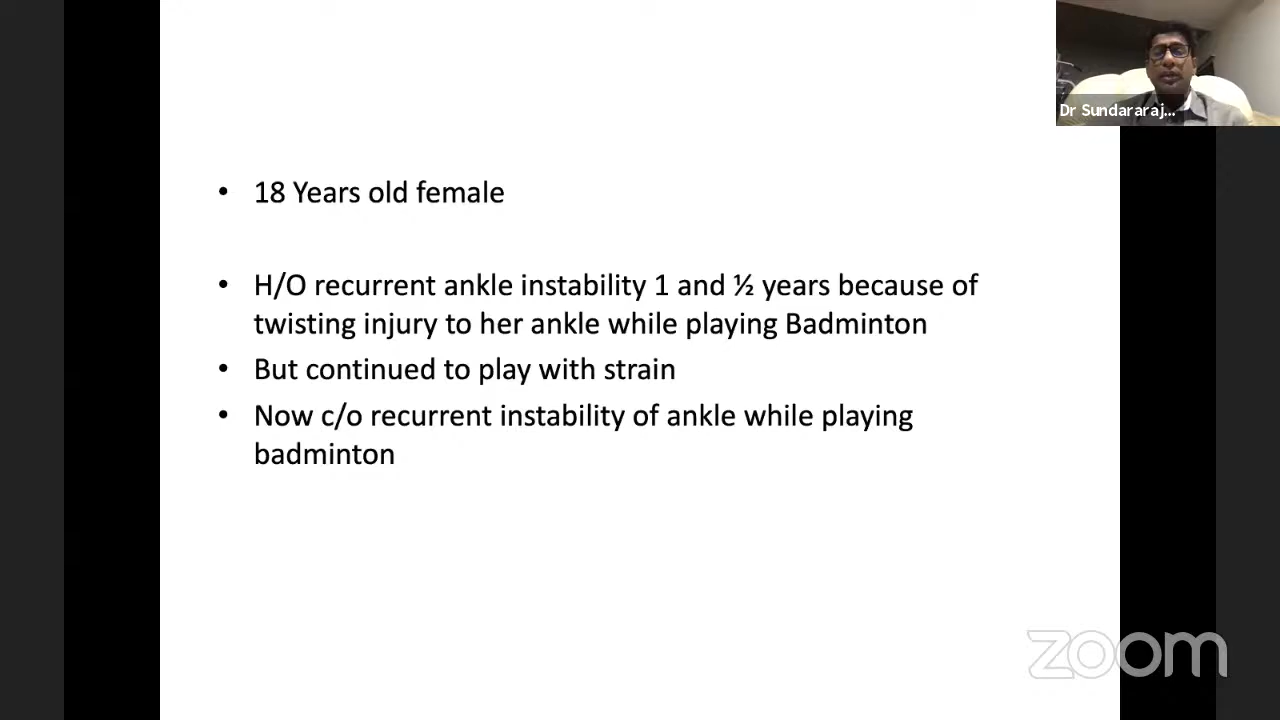 Dr Sundararaj...
• 18 Years old female
• H/O recurrent ankle instability 1 and ½ years because of
twisting injury to her ankle while playing Badminton
• But continued to play with strain
• Now c/o recurrent instability of ankle while playing
badminton
zoom